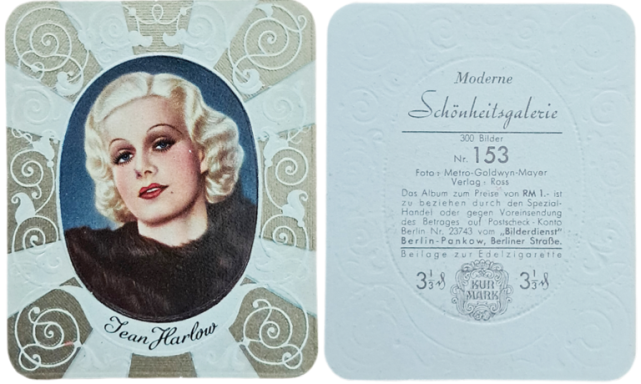 Jean Harlow
Moderne
Schönheitsgalerie
300 Bilder
Nr. 153
Foto: Metro-Goldwyn-Mayer
Verlag: Ross
Das Album zum Preise von RM 1.- ist
zu beziehen durch den Spezial-
Handel oder gegen Voreinsendung
des Betrages auf Postscheck-Konto
Berlin Nr. 23743 vom „Bilderdienst"
Berlin-Pankow, Berliner Straße.
Beilage zur Edelzigarette
3⅓ ₰ KUR MARK 3⅓ ₰